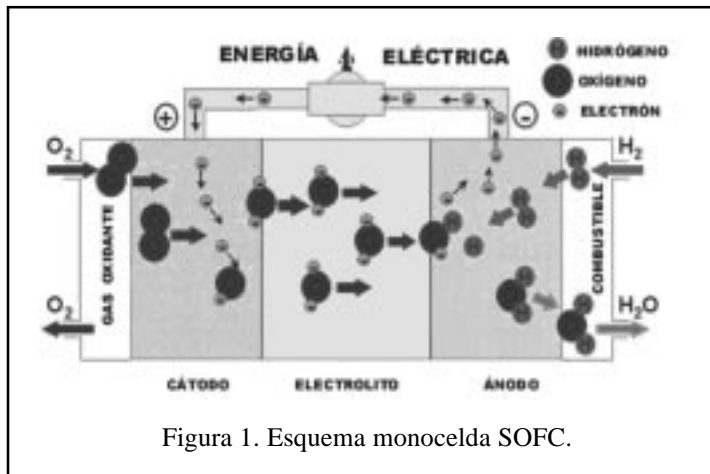 ENERGÍA ELÉCTRICA
HIDRÓGENO
OXÍGENO
ELECTRÓN
+
-
O2
H2
GAS OXIDANTE
COMBUSTIBLE
O2
H2O
CÁTODO
ELECTROLITO
ÁNODO
Figura 1. Esquema monocelda SOFC.